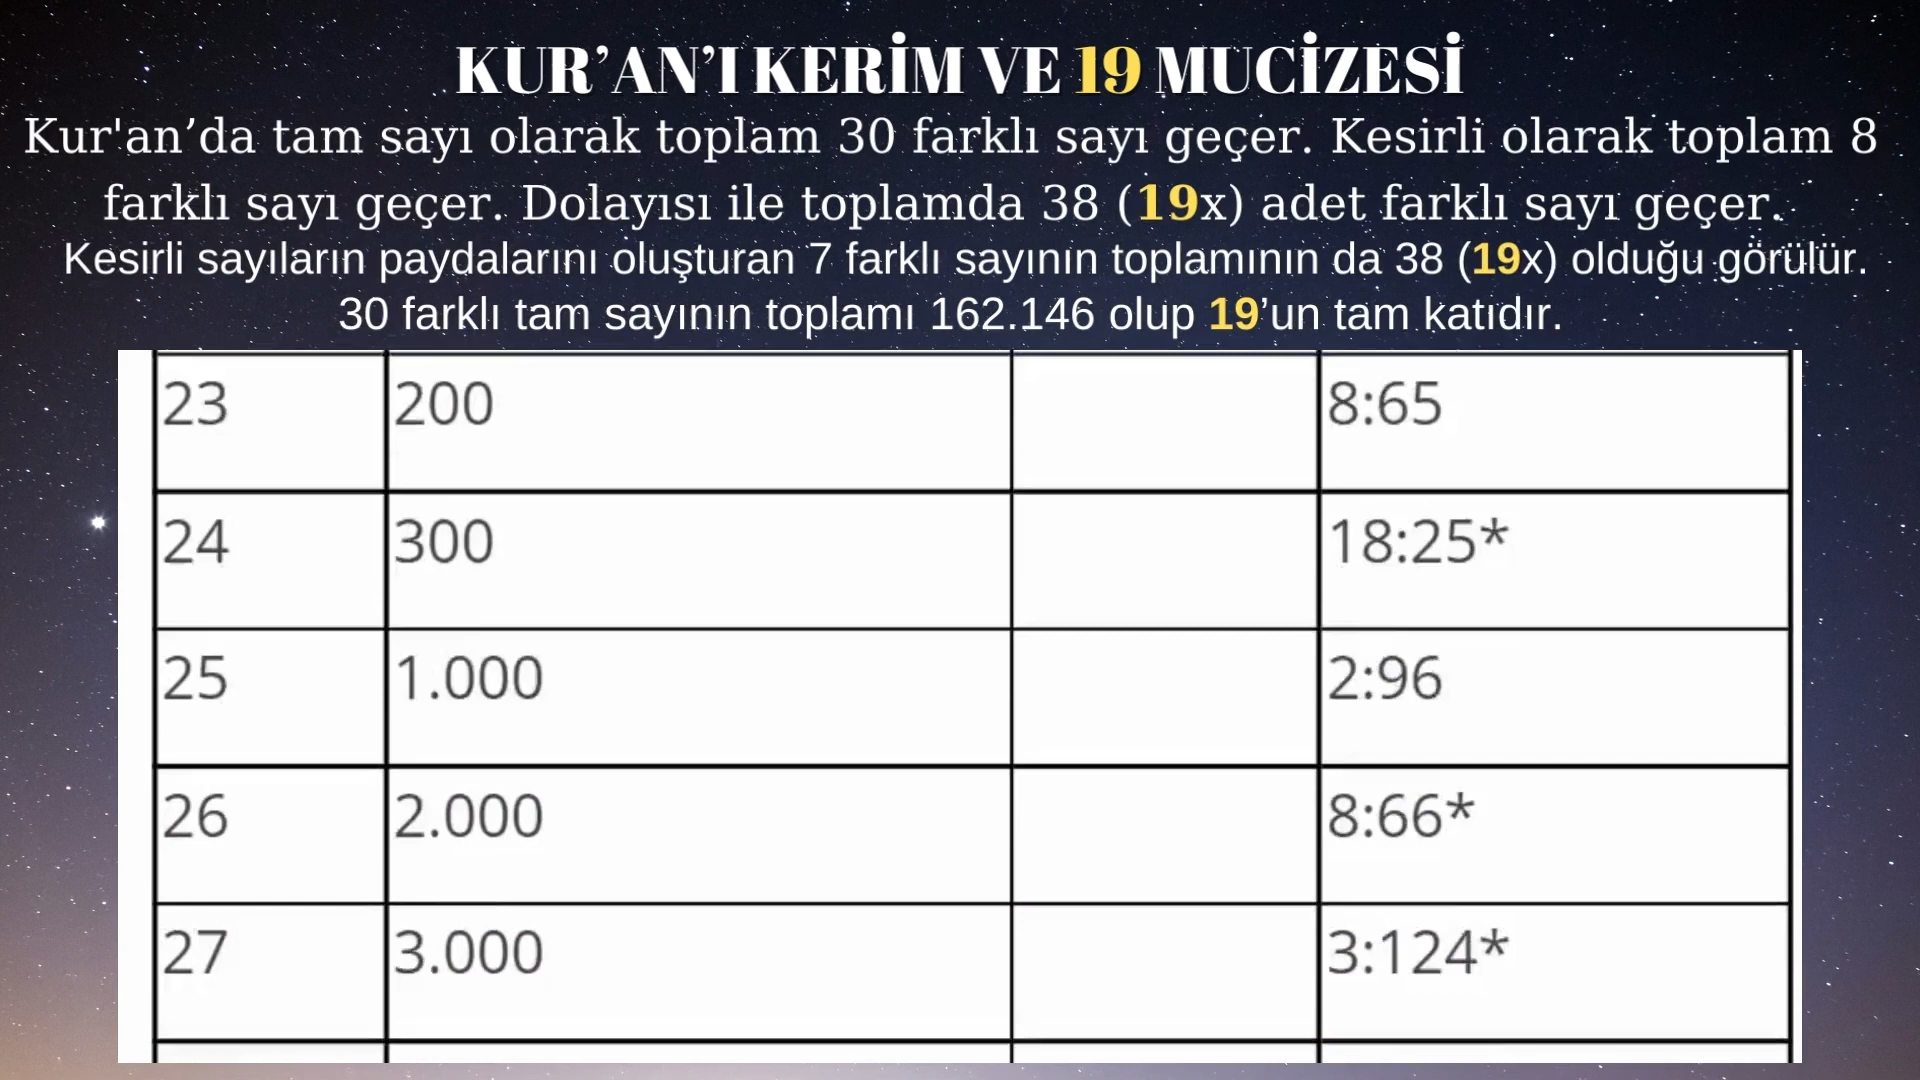 KUR’AN’I KERİM VE 19 MUCİZESİ
Kur'an’da tam sayı olarak toplam 30 farklı sayı geçer. Kesirli olarak toplam 8
farklı sayı geçer. Dolayısı ile toplamda 38 (19x) adet farklı sayı geçer.
Kesirli sayıların paydalarını oluşturan 7 farklı sayının toplamının da 38 (19x) olduğu görülür.
30 farklı tam sayının toplamı 162.146 olup 19’un tam katıdır.
23 200 8:65
24 300 18:25*
25 1.000 2:96
26 2.000 8:66*
27 3.000 3:124*